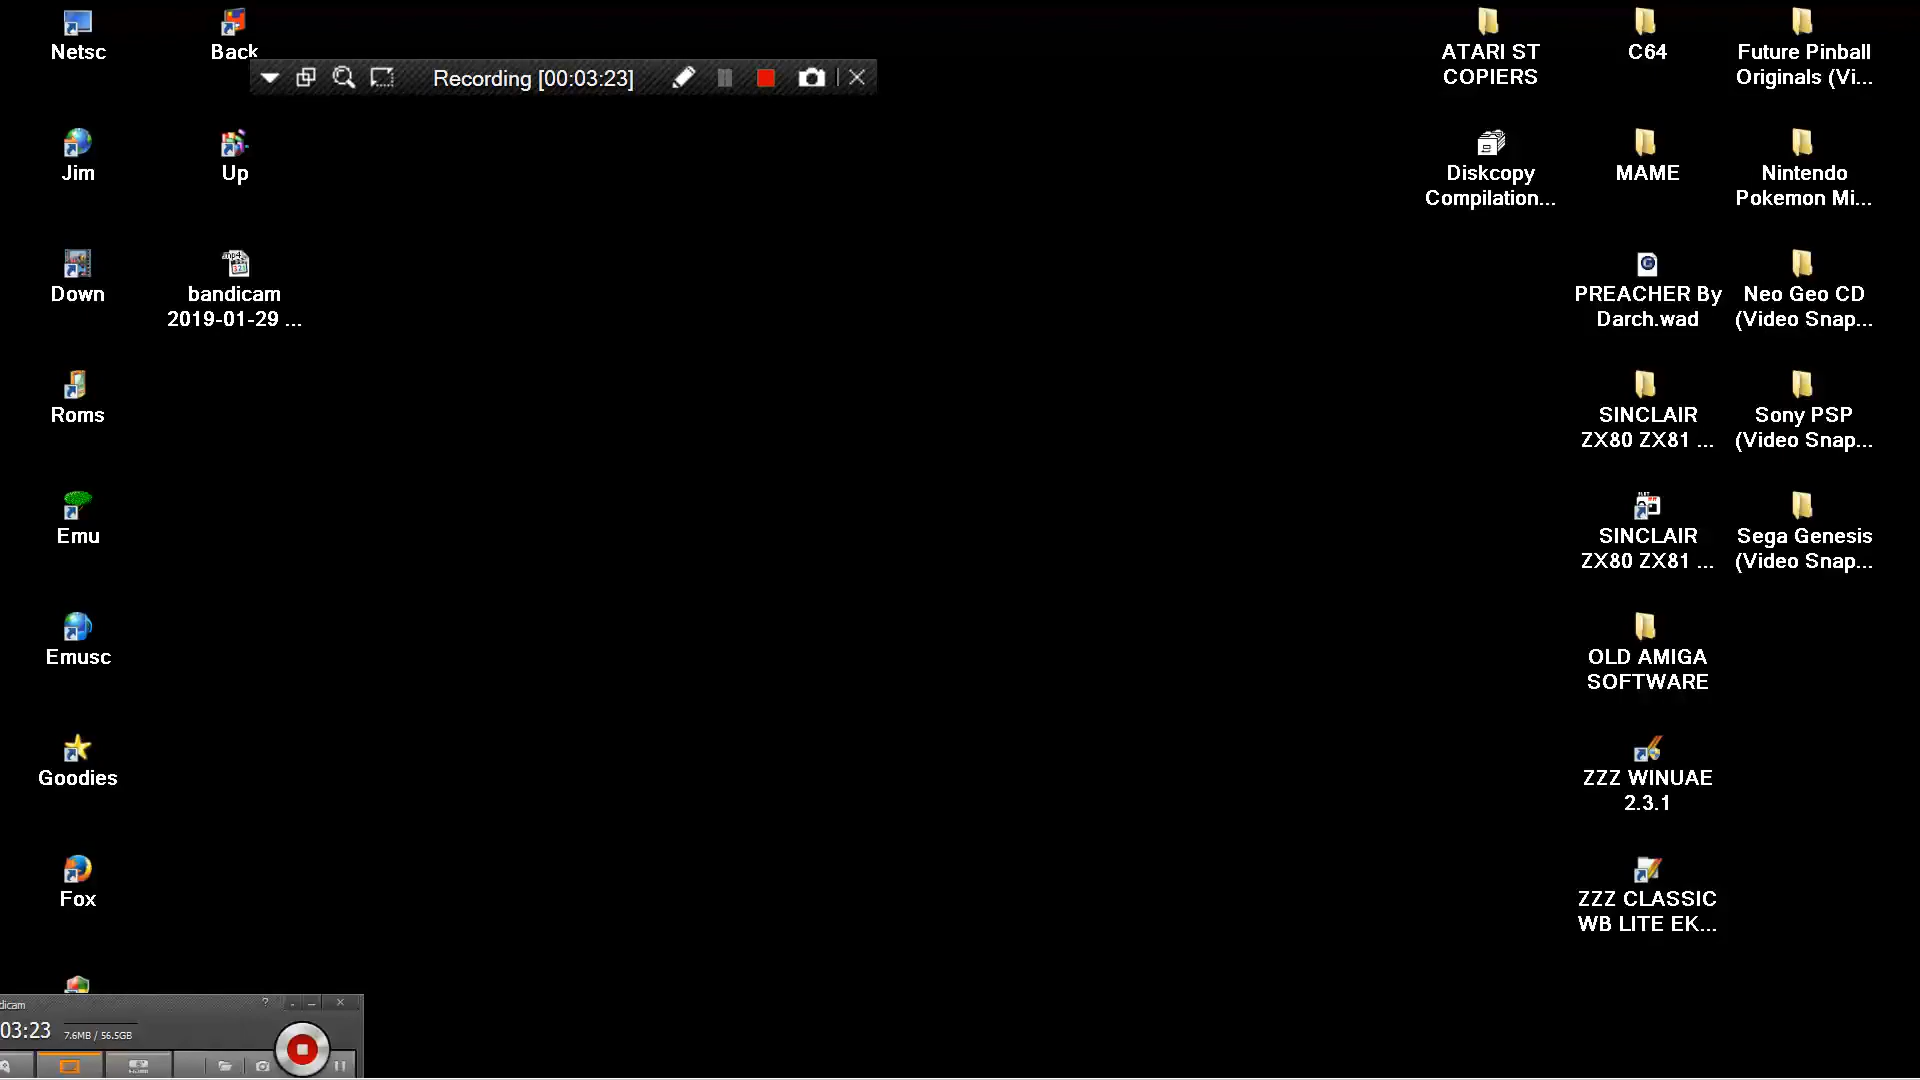 Netsc
Back
Recording [00:03:23]
ATARI ST
COPIERS
C64
Future Pinball
Originals (Vi...
Jim
Up
Diskcopy
Compilation...
MAME
Nintendo
Pokemon Mi...
Down
bandicam
2019-01-29 ...
PREACHER By
Darch.wad
Neo Geo CD
(Video Snap...
Roms
SINCLAIR
ZX80 ZX81 ...
Sony PSP
(Video Snap...
Emu
SINCLAIR
ZX80 ZX81 ...
Sega Genesis
(Video Snap...
Emusc
OLD AMIGA
SOFTWARE
Goodies
ZZZ WINUAE
2.3.1
Fox
ZZZ CLASSIC
WB LITE EK...
dicam
03:23
7.6MB / 56.5GB